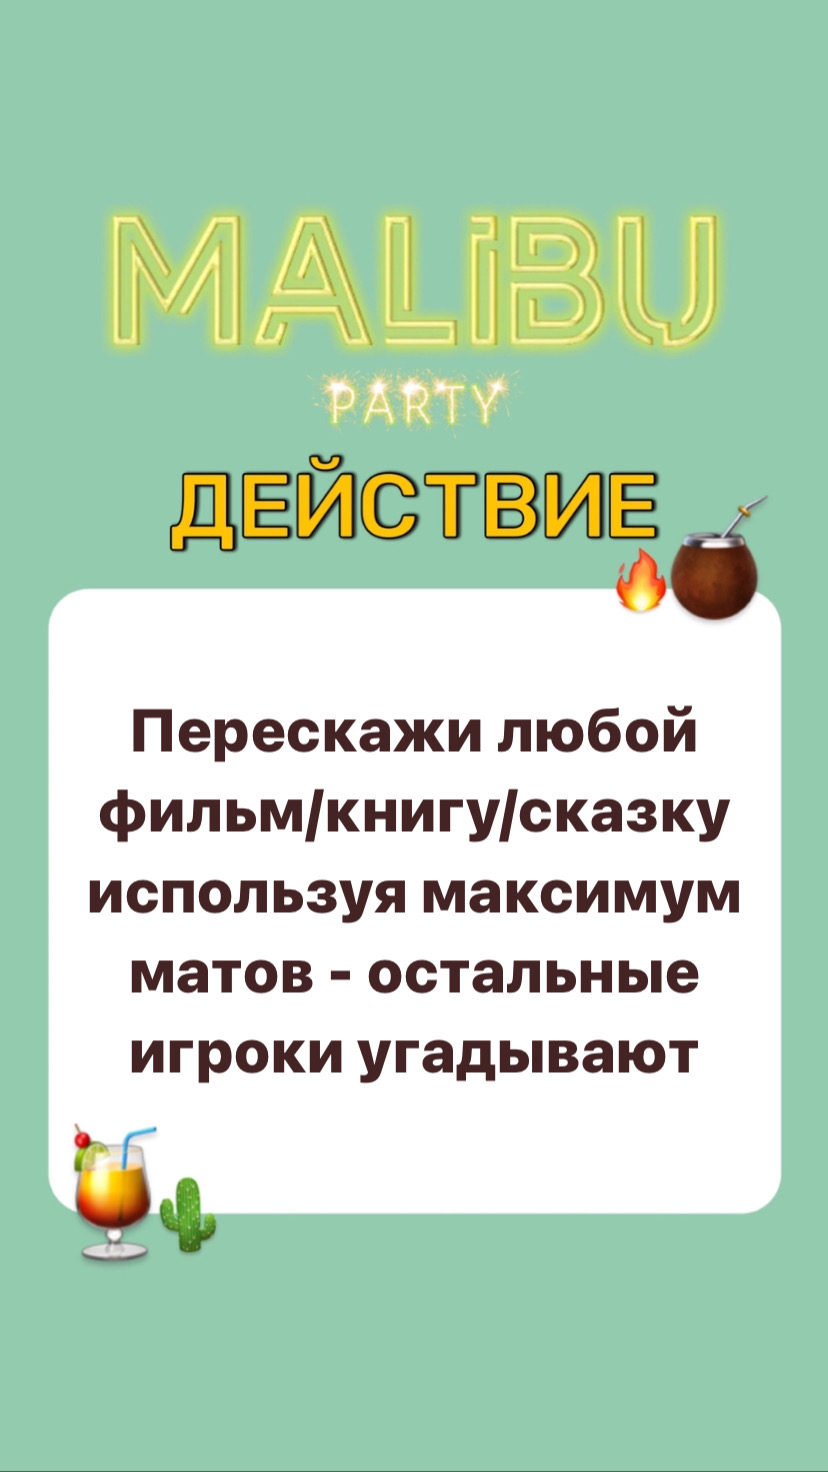 MALiBU
PARTY
ДЕЙСТВИЕ
Перескажи любой
фильм/книгу/сказку
используя максимум
матов - остальные
игроки угадывают